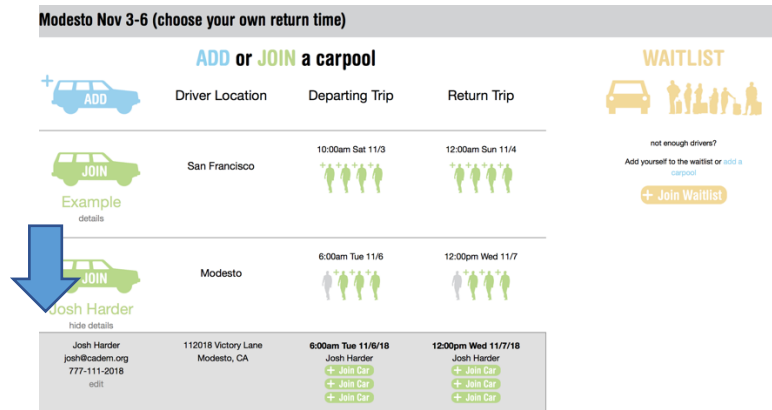 Modesto Nov 3-6 (choose your own return time)
ADD or JOIN a carpool
+ ADD
Driver Location
Departing Trip
Return Trip
JOIN
Example
details
San Francisco
10:00am Sat 11/3
12:00am Sun 11/4
++++
++++
JOIN
Josh Harder
hide details
Modesto
6:00am Tue 11/6
12:00pm Wed 11/7
+++
++++
Josh Harder
josh@cadem.org
777-111-2018
edit
112018 Victory Lane
Modesto, CA
6:00am Tue 11/6/18
Josh Harder
+ Join Car
+ Join Car
+ Join Car
12:00pm Wed 11/7/18
Josh Harder
+ Join Car
+ Join Car
+ Join Car
WAITLIST
not enough drivers?
Add yourself to the waitlist or add a
carpool
+ Join Waitlist